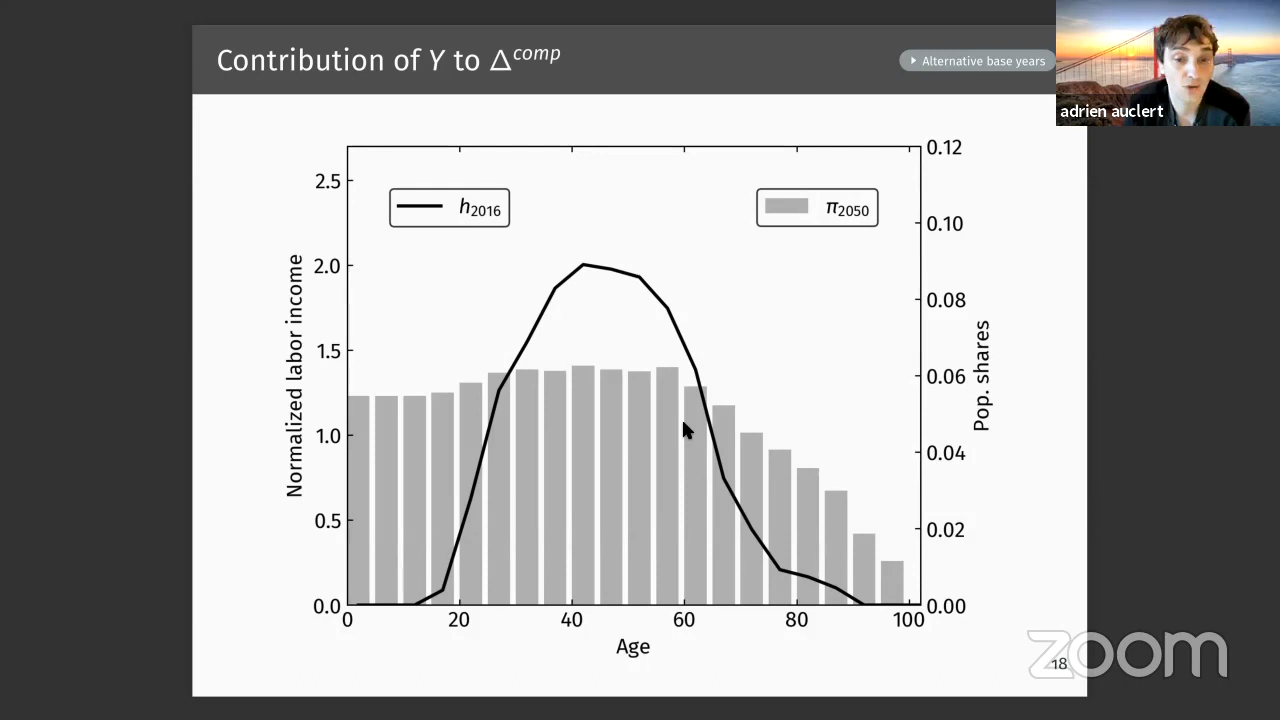 Contribution of Y to Δ^comp
Alternative base years
adrien auclert
h2016
π2050
Normalized labor income
2.5
2.0
1.5
1.0
0.5
0.0
0.12
0.10
0.08
0.06
0.04
0.02
0.00
Pop. shares
0 20 40 60 80 100
Age
18
zoom